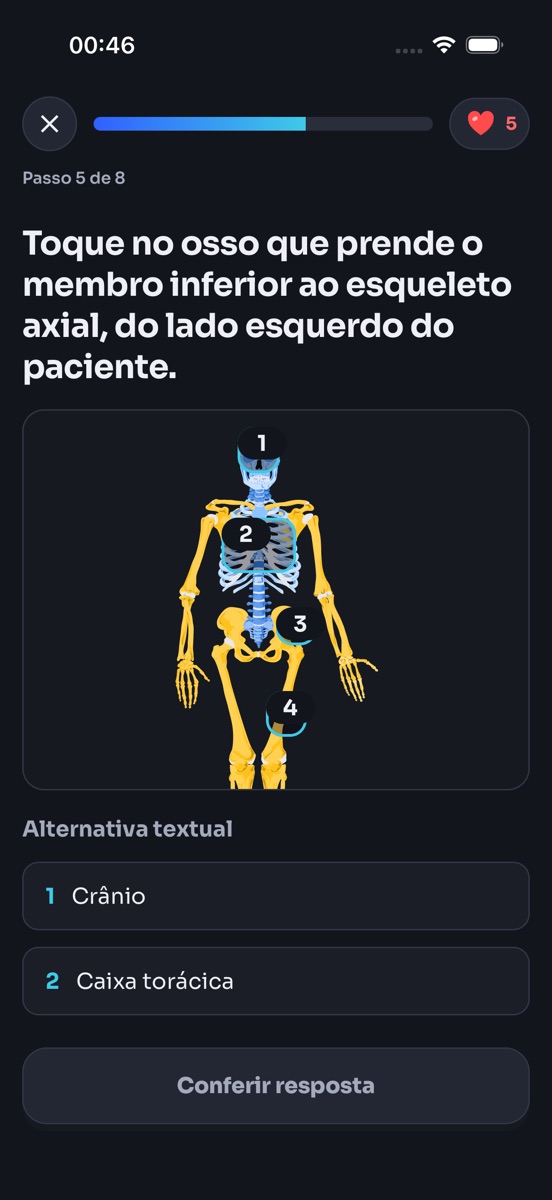 00:46
5
Passo 5 de 8
Toque no osso que prende o
membro inferior ao esqueleto
axial, do lado esquerdo do
paciente.
1
2
3
4
Alternativa textual
1 Crânio
2 Caixa torácica
Conferir resposta